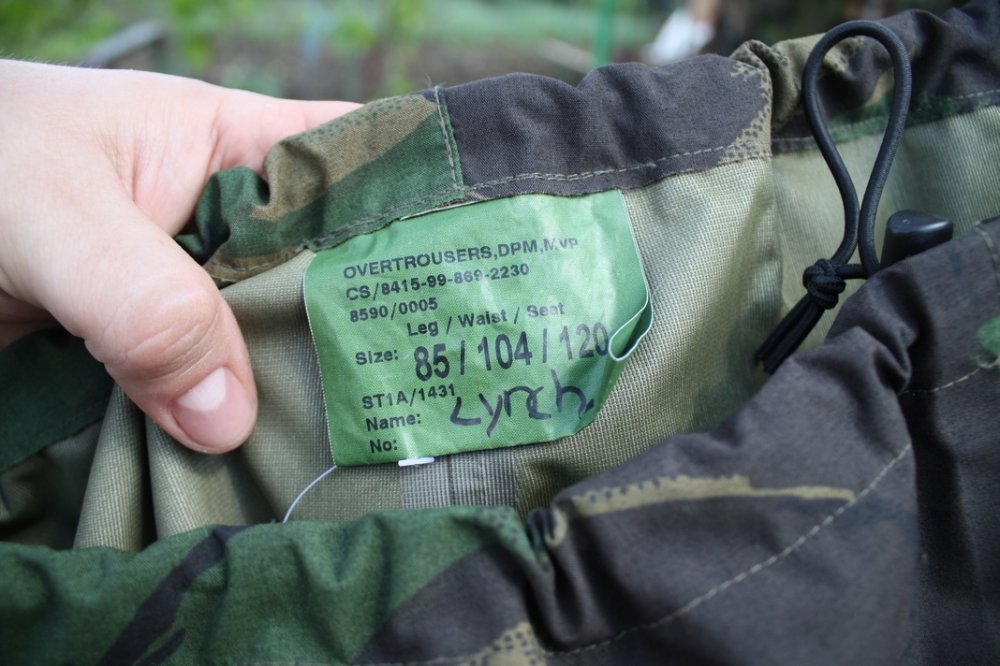 OVERTROUSERS,DPM,MVP
CS/8415-99-869-2230
8590/0005
Leg / Waist / Seat
Size: 85/104/120
ST1A/1431
Name: Lynch.
No: